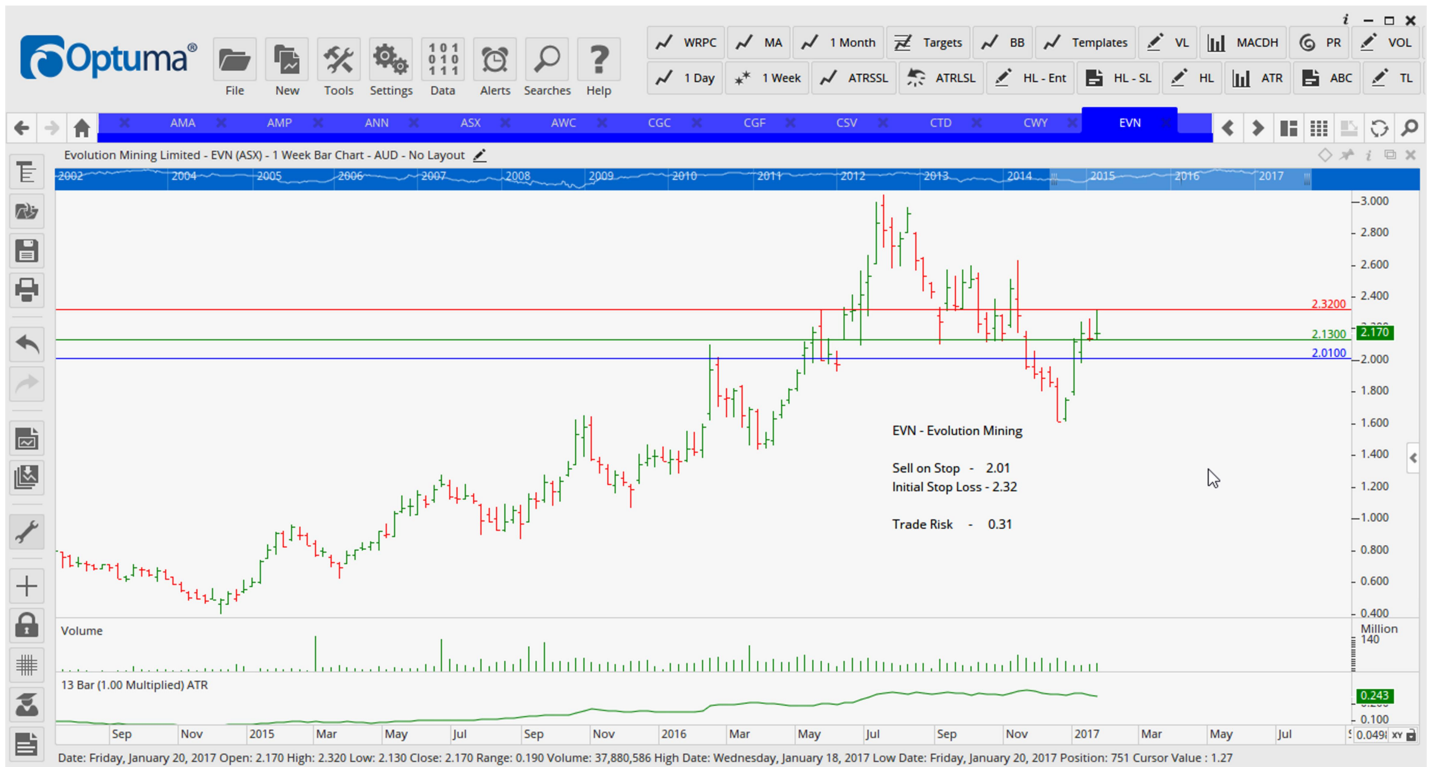 i
Optuma®
File New Tools Settings Data Alerts Searches Help
WRPC MA 1 Month Targets BB Templates VL MACDH PR VOL
1 Day 1 Week ATRSSL ATRLSL HL - Ent HL - SL HL ATR ABC TL
AMA AMP ANN ASX AWC CGC CGF CSV CTD CWY EVN
Evolution Mining Limited - EVN (ASX) - 1 Week Bar Chart - AUD - No Layout
2002 2004 2005 2006 2007 2008 2009 2010 2011 2012 2013 2014 2015 2016 2017
3.000
2.800
2.600
2.400
2.3200
2.1300
2.170
2.0100
2.000
1.800
1.600
EVN - Evolution Mining
1.400
Sell on Stop - 2.01
Initial Stop Loss - 2.32
1.200
1.000
Trade Risk - 0.31
0.800
0.600
0.400
Volume
Million
140
13 Bar (1.00 Multiplied) ATR
0.243
0.100
Sep Nov 2015 Mar May Jul Sep Nov 2016 Mar May Jul Sep Nov 2017 Mar May Jul
XY
Date: Friday, January 20, 2017 Open: 2.170 High: 2.320 Low: 2.130 Close: 2.170 Range: 0.190 Volume: 37,880,586 High Date: Wednesday, January 18, 2017 Low Date: Friday, January 20, 2017 Position: 751 Cursor Value : 1.27